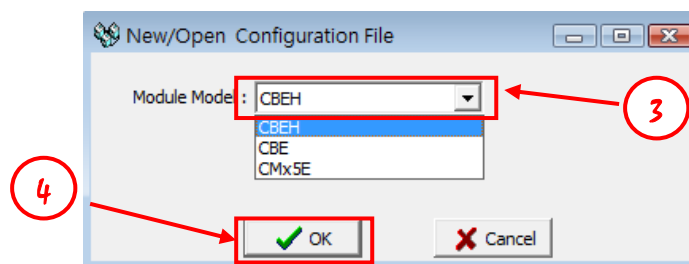 New/Open Configuration File
Module Model : CBEH
3
CBEH
CBE
CMx5E
4
OK
Cancel